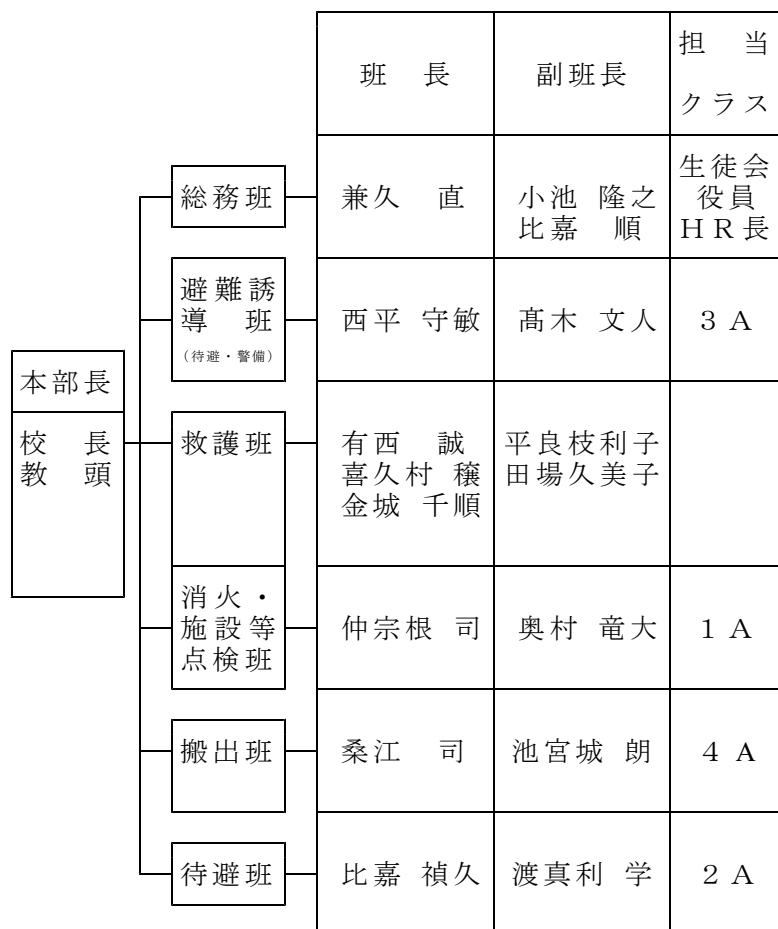 班 長 副班長 担 当
クラス
総務班 兼久 直 小池 隆之 生徒会
比嘉 順 役員
HR長
避難誘
導 班 西平 守敏 髙木 文人 3 A
(待避・警備)
本部長
校 長
教 頭
救護班 有西 誠 平良枝利子
喜久村 穣 田場久美子
金城 千順
消火・
施設等 仲宗根 司 奥村 竜大 1 A
点検班
搬出班 桑江 司 池宮城 朗 4 A
待避班 比嘉 禎久 渡真利 学 2 A